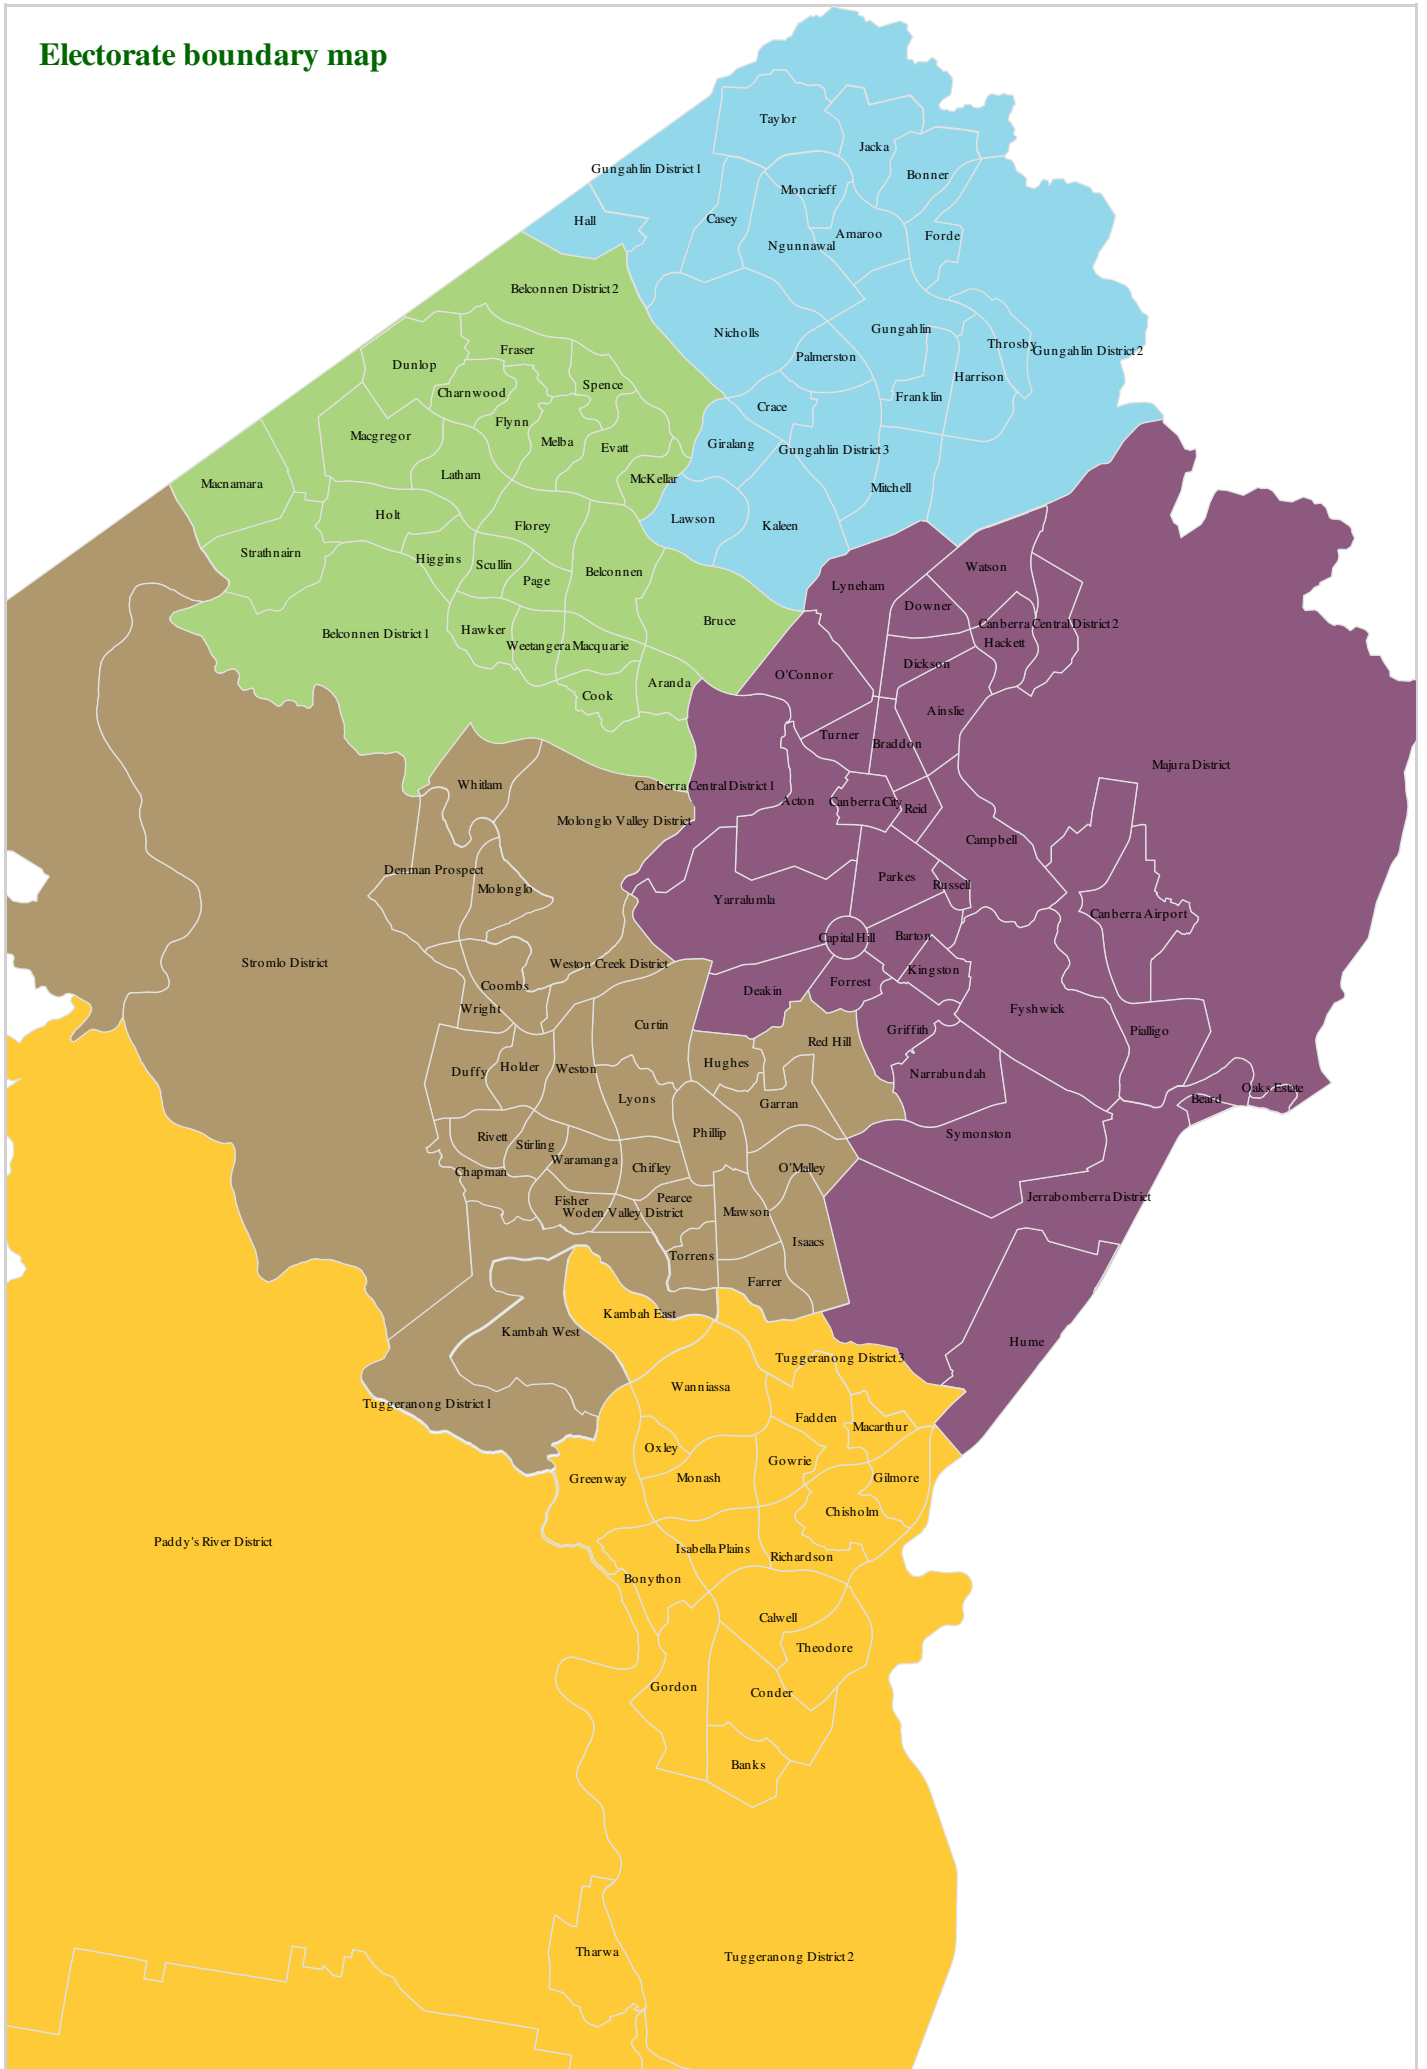 Electorate boundary map
Taylor
Jacka
Gungahlin District 1
Bonner
Moncrieff
Hall
Casey
Amaroo
Forde
Ngunnawal
Belconnen District 2
Nicholls
Gungahlin
Throsby
Gungahlin District 2
Fraser
Palmerston
Dunlop
Harrison
Spence
Charnwood
Franklin
Crace
Flynn
Macgregor
Melba
Giralang
Evatt
Gungahlin District 3
Latham
McKellar
Macnamara
Mitchell
Holt
Lawson
Florey
Kaleen
Strathnairn
Higgins
Scullin
Watson
Belconnen
Page
Lyneham
Downer
Bruce
Canberra Central District 2
Hawker
Belconnen District 1
Weetangera
Macquarie
Hackett
Dickson
O'Connor
Aranda
Cook
Ainslie
Turner
Braddon
Majura District
Whitlam
Canberra Central District 1
Acton
Canberra City
Reid
Molonglo Valley District
Campbell
Denman Prospect
Parkes
Russell
Molonglo
Yarralumla
Canberra Airport
Barton
Capital Hill
Stromlo District
Weston Creek District
Kingston
Coombs
Forrest
Deakin
Wright
Fyshwick
Curtin
Griffith
Pialligo
Red Hill
Hughes
Holder
Weston
Duffy
Narrabundah
Oaks Estate
Lyons
Beard
Garran
Phillip
Symonston
Rivett
Stirling
Waramanga
Chifley
O'Malley
Chapman
Jerrabomberra District
Pearce
Fisher
Woden Valley District
Mawson
Isaacs
Torrens
Farrer
Kambah East
Kambah West
Hume
Tuggeranong District 3
Wanniassa
Tuggeranong District 1
Fadden
Macarthur
Oxley
Gowrie
Greenway
Monash
Gilmore
Chisholm
Paddy's River District
Isabella Plains
Richardson
Bonython
Calwell
Theodore
Gordon
Conder
Banks
Tharwa
Tuggeranong District 2